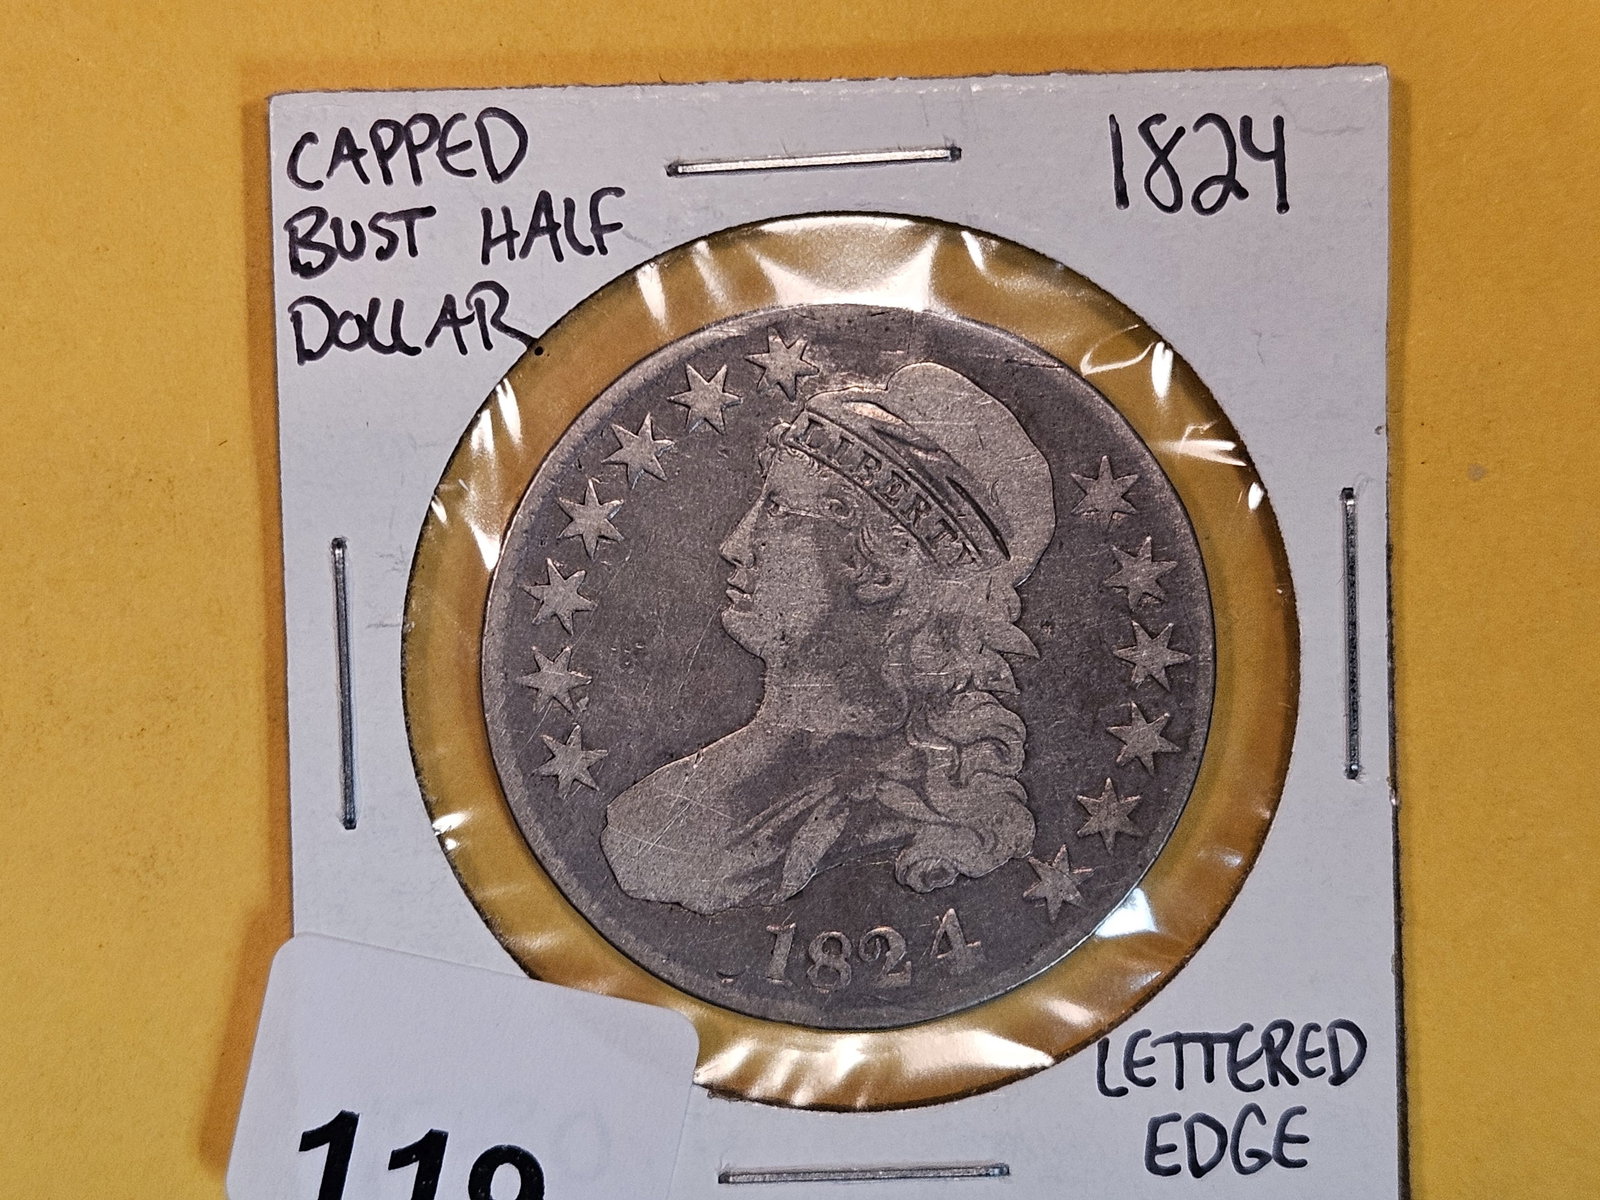 CAPPED
BUST HALF
DOLLAR
1824
LIBERTY
1824
LETTERED
EDGE